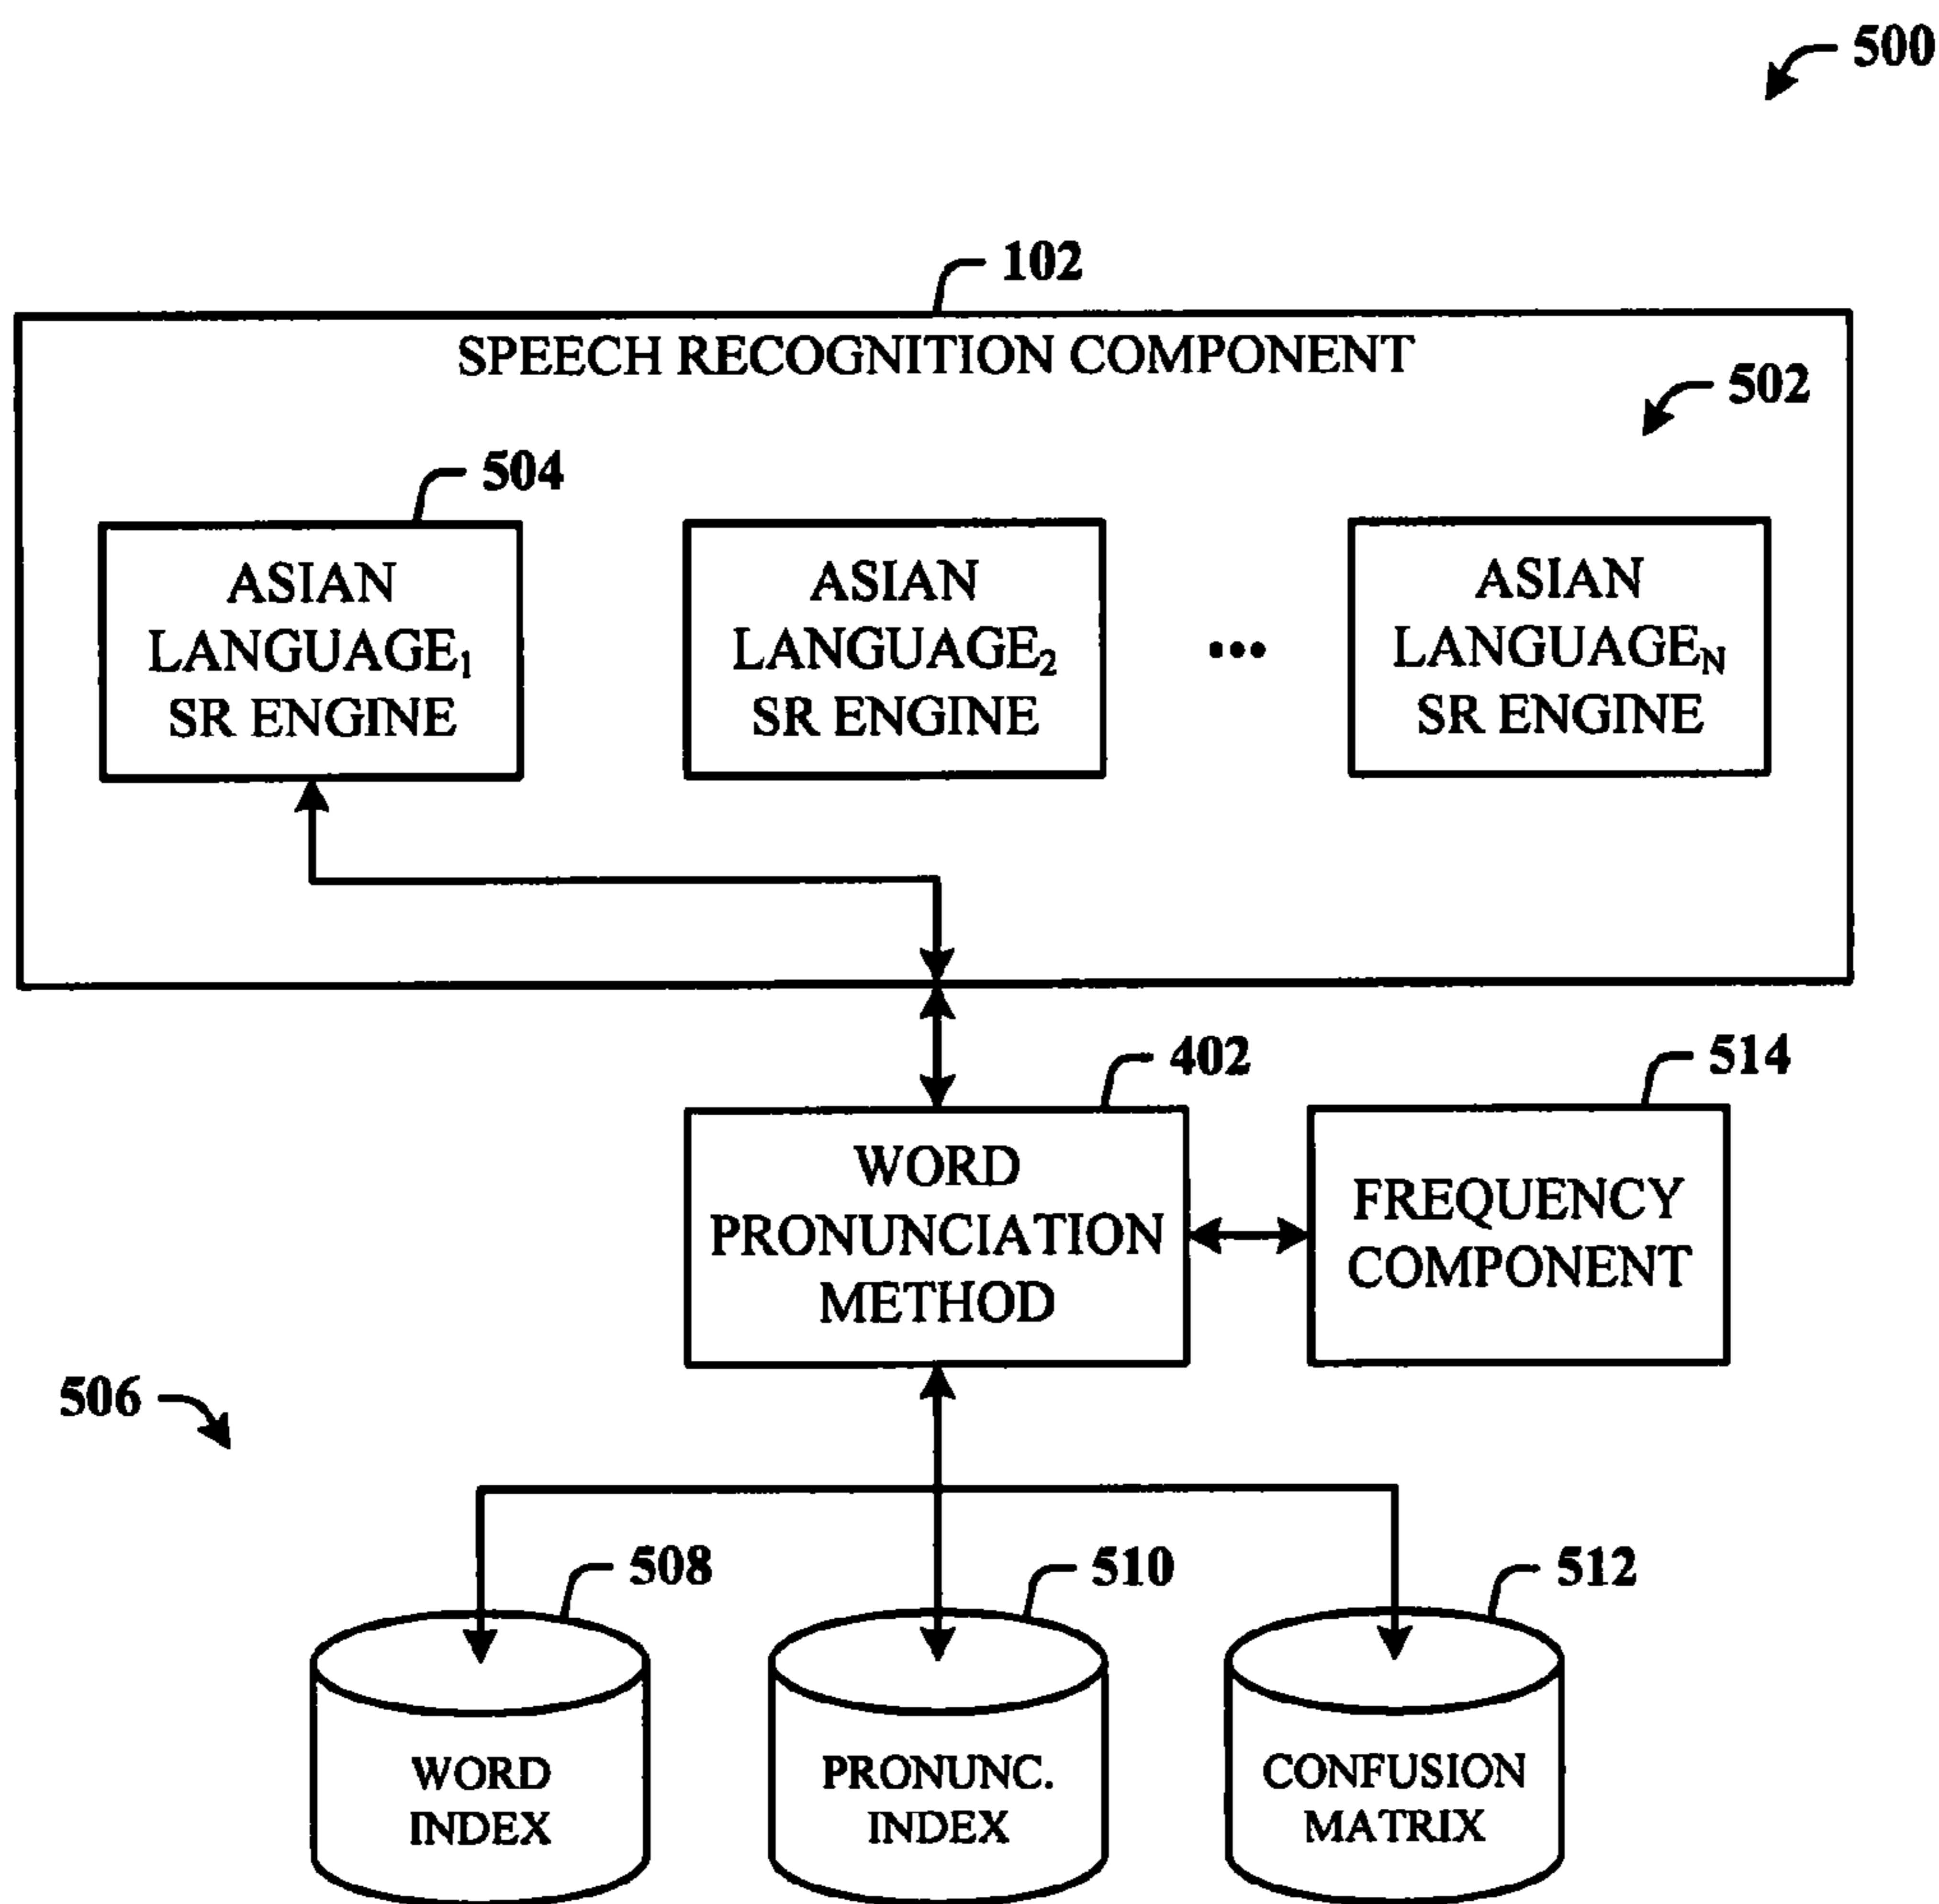 500
102
SPEECH RECOGNITION COMPONENT
502
504
ASIAN
LANGUAGE₁
SR ENGINE
ASIAN
LANGUAGE₂
SR ENGINE
•••
ASIAN
LANGUAGE_N
SR ENGINE
402
514
WORD
PRONUNCIATION
METHOD
FREQUENCY
COMPONENT
506
508
510
512
WORD
INDEX
PRONUNC.
INDEX
CONFUSION
MATRIX